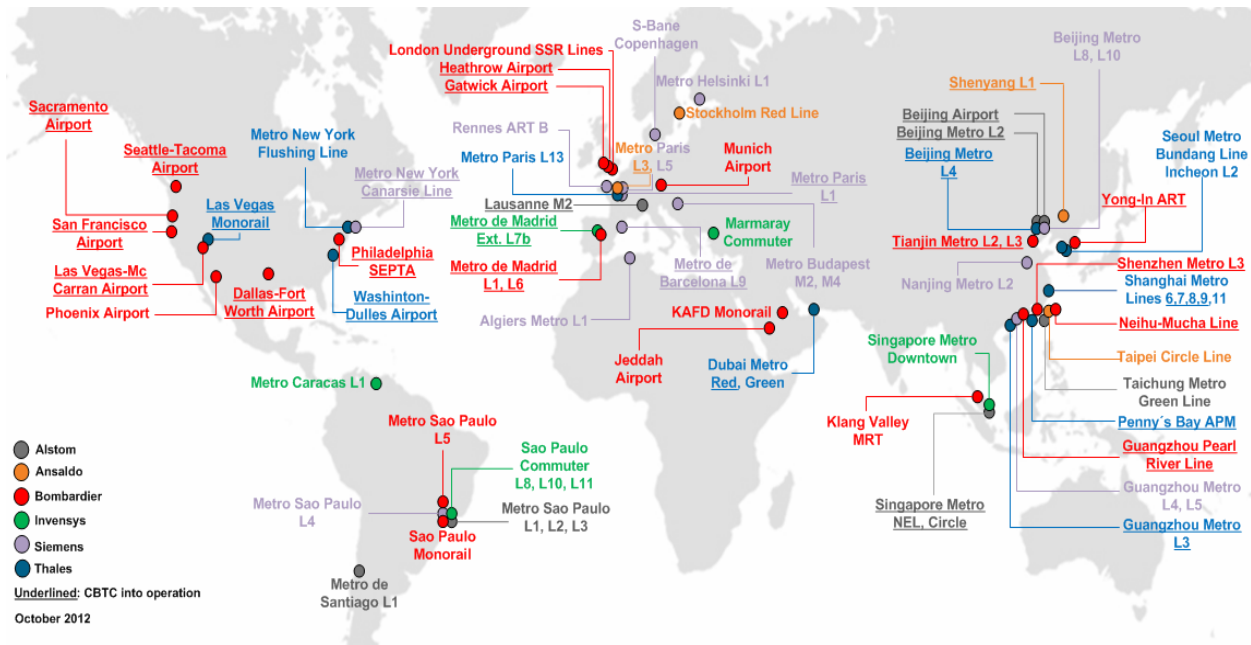 S-Bane
Copenhagen
London Underground SSR Lines
Heathrow Airport
Gatwick Airport
Metro Helsinki L1
Stockholm Red Line
Beijing Metro
L8, L10
Shenyang L1
Sacramento
Airport
Seattle-Tacoma
Airport
Metro New York
Flushing Line
Metro New York
Canarsie Line
Rennes ART B
Metro Paris L13
Metro Paris
L3, L5
Munich
Airport
Metro Paris
L1
Beijing Airport
Beijing Metro L2
Beijing Metro
L4
Seoul Metro
Bundang Line
Incheon L2
Yong-In ART
Las Vegas
Monorail
San Francisco
Airport
Lausanne M2
Metro de Madrid
Ext. L7b
Marmaray
Commuter
Tianjin Metro L2, L3
Las Vegas-Mc
Carran Airport
Phoenix Airport
Dallas-Fort
Worth Airport
Philadelphia
SEPTA
Washinton-
Dulles Airport
Metro de Madrid
L1, L6
Metro de
Barcelona L9
Metro Budapest
M2, M4
Nanjing Metro L2
Shenzhen Metro L3
Shanghai Metro
Lines 6,7,8,9,11
Algiers Metro L1
KAFD Monorail
Neihu-Mucha Line
Jeddah
Airport
Dubai Metro
Red, Green
Singapore Metro
Downtown
Taipei Circle Line
Metro Caracas L1
Taichung Metro
Green Line
Metro Sao Paulo
L5
Klang Valley
MRT
Penny´s Bay APM
Sao Paulo
Commuter
L8, L10, L11
Guangzhou Pearl
River Line
Metro Sao Paulo
L4
Metro Sao Paulo
L1, L2, L3
Singapore Metro
NEL, Circle
Guangzhou Metro
L4, L5
Sao Paulo
Monorail
Guangzhou Metro
L3
Metro de
Santiago L1
Alstom
Ansaldo
Bombardier
Invensys
Siemens
Thales
Underlined: CBTC into operation
October 2012